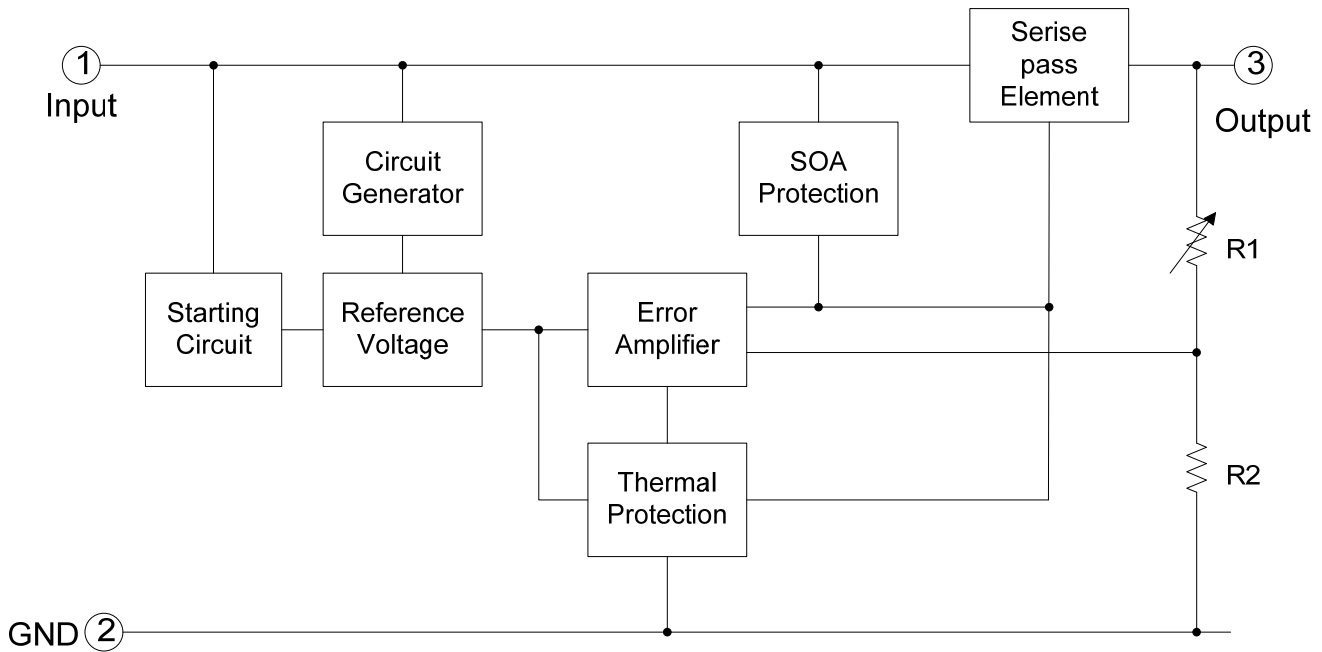 1
Input
Serise
pass
Element
3
Output
Circuit
Generator
SOA
Protection
R1
Starting
Circuit
Reference
Voltage
Error
Amplifier
Thermal
Protection
R2
GND 2